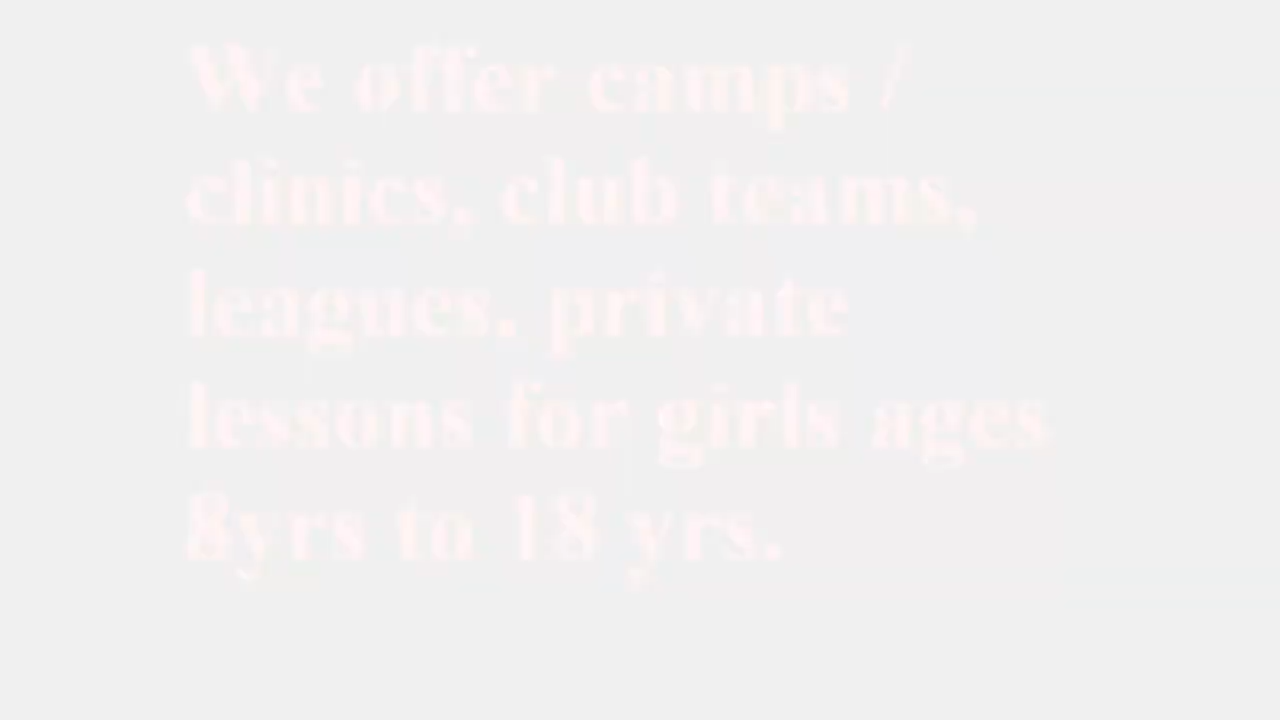 We offer camps /
clinics, club teams,
leagues, private
lessons for girls ages
8yrs to 18 yrs.